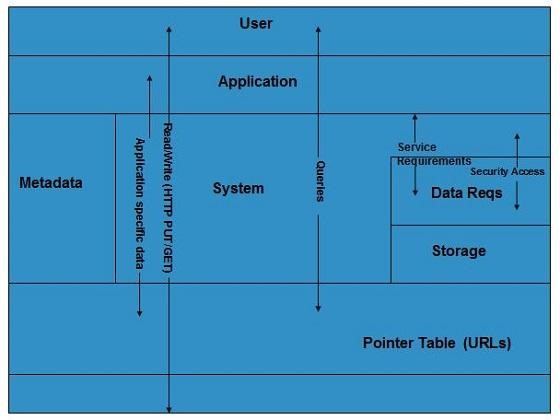 User
Application
Metadata
Application specific data
Read/Write (HTTP PUT/GET)
System
Queries
Service
Requirements
Security Access
Data Reqs
Storage
Pointer Table (URLs)